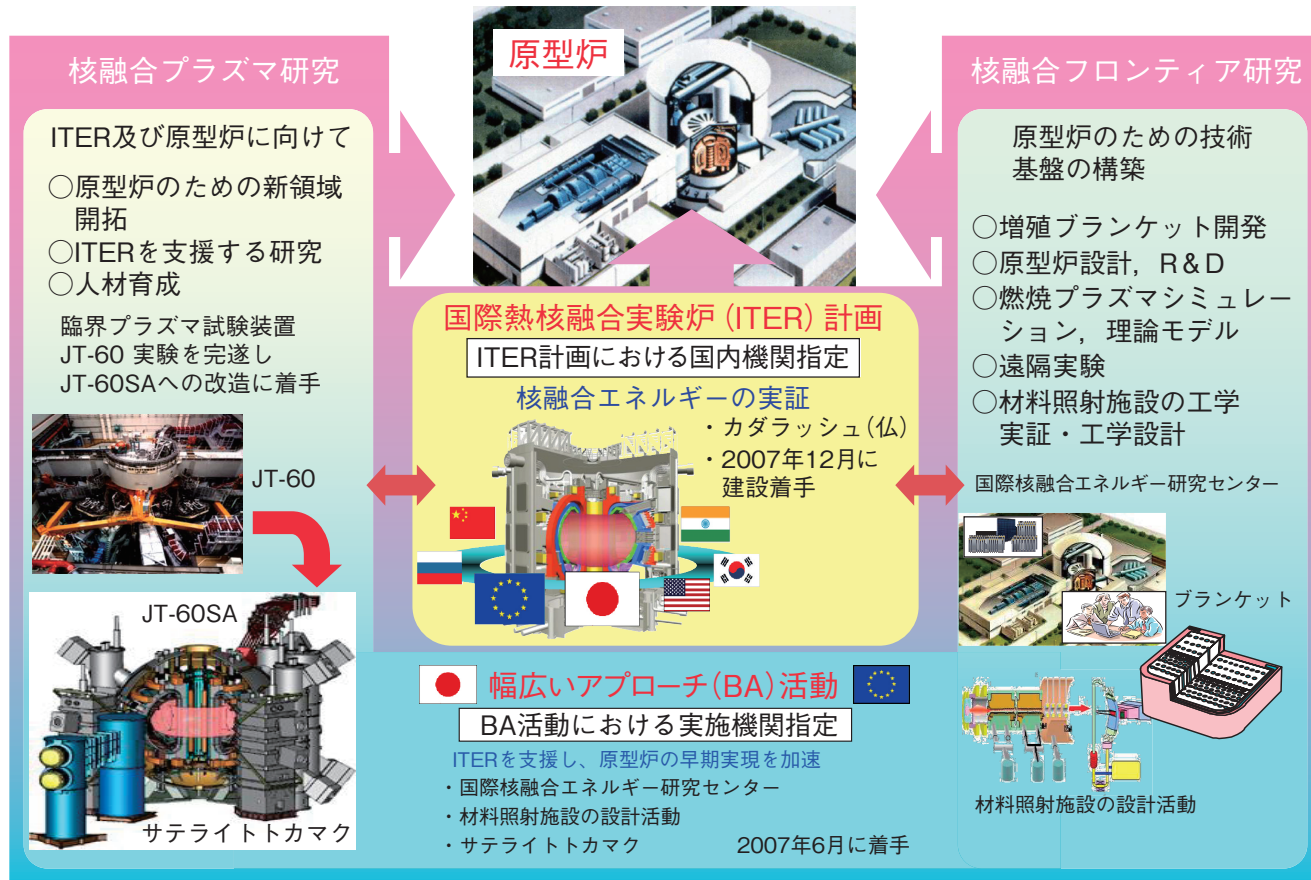 原型炉
核融合プラズマ研究
ITER及び原型炉に向けて
○原型炉のための新領域
開拓
○ITERを支援する研究
○人材育成
臨界プラズマ試験装置
JT-60 実験を完遂し
JT-60SAへの改造に着手
JT-60
JT-60SA
サテライトトカマク
国際熱核融合実験炉(ITER)計画
ITER計画における国内機関指定
核融合エネルギーの実証
・カダラッシュ(仏)
・2007年12月に
建設着手
幅広いアプローチ(BA)活動
BA活動における実施機関指定
ITERを支援し、原型炉の早期実現を加速
・国際核融合エネルギー研究センター
・材料照射施設の設計活動
・サテライトトカマク 2007年6月に着手
核融合フロンティア研究
原型炉のための技術
基盤の構築
○増殖ブランケット開発
○原型炉設計，R&D
○燃焼プラズマシミュレー
ション，理論モデル
○遠隔実験
○材料照射施設の工学
実証・工学設計
国際核融合エネルギー研究センター
ブランケット
材料照射施設の設計活動